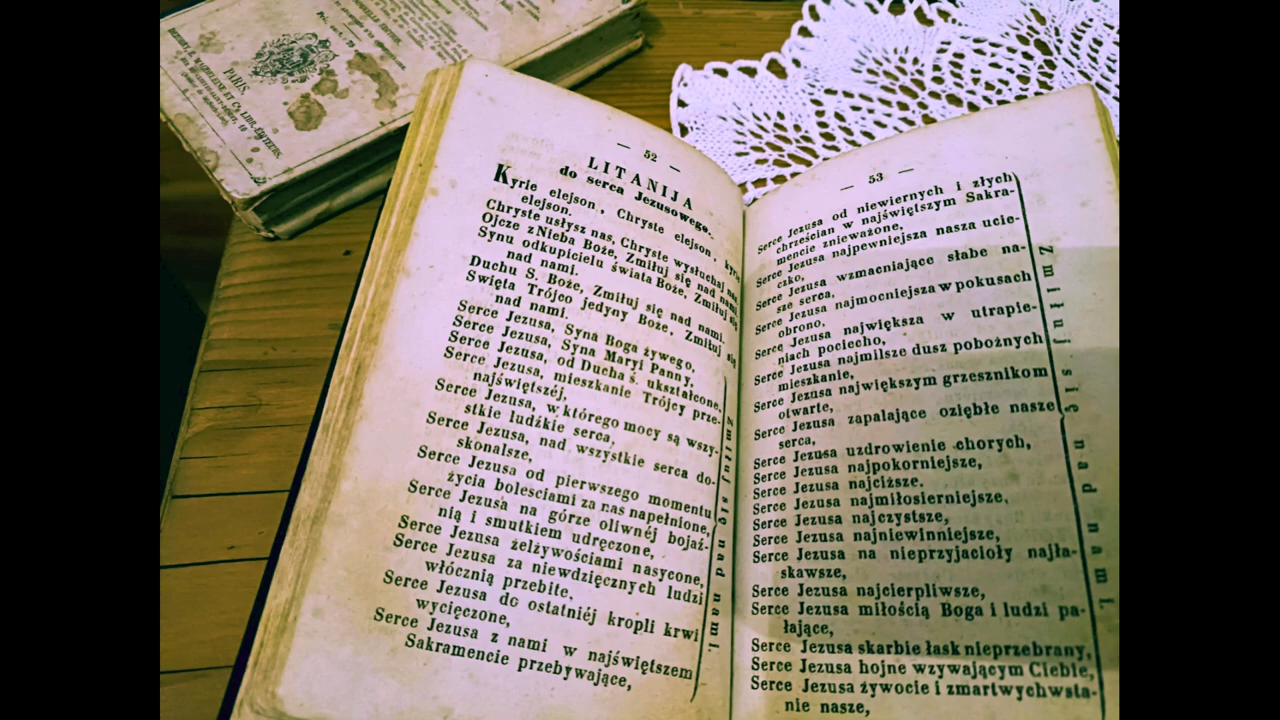 PARIS.
— 52 —
LITANIJA
do serca Jezusowego.
Kyrie elejson, Chryste elejson, kyrie
elejson.
Chryste usłysz nas, Chryste wysłuchaj nas.
Ojcze z Nieba Boże, Zmiłuj się nad nami.
Synu odkupicielu świata Boże, Zmiłuj się
nad nami.
Duchu S. Boże, Zmiłuj się nad nami.
Swięta Trójco jedyny Boże, Zmiłuj się
nad nami.
Serce Jezusa, Syna Boga żywego,
Serce Jezusa, Syna Maryi Panny,
Serce Jezusa, od Ducha ś. ukształcone,
Serce Jezusa, mieszkanie Trójcy prze-
najświętszéj,
Serce Jezusa, w którego mocy są wszy-
stkie ludźkie serca,
Serce Jezusa, nad wszystkie serca do-
skonalsze,
Serce Jezusa od pierwszego momentu
życia bolesciami za nas napełnione,
Serce Jezusa na górze oliwnéj bojaź-
nią i smutkiem udręczone,
Serce Jezusa żelżywościami nasycone,
Serce Jezusa za niewdzięcznych ludzi
włócznią przebite,
Serce Jezusa do ostatniéj kropli krwi
wycięczone,
Serce Jezusa z nami w najświętszem
Sakramencie przebywające,
Zmiłuj się nad nami.
— 53 —
Serce Jezusa od niewiernych i złych
chrześcian w najświętszym Sakra-
mencie znieważone,
Serce Jezusa najpewniejsza nasza ucie-
czko,
Serce Jezusa wzmacniające słabe na-
sze serca,
Serce Jezusa najmocniejsza w pokusach
obrono,
Serce Jezusa największa w utrapie-
niach pociecho,
Serce Jezusa najmilsze dusz pobożnych
mieszkanie,
Serce Jezusa największym grzesznikom
otwarte,
Serce Jezusa zapalające oziębłe nasze
serca,
Serce Jezusa uzdrowienie chorych,
Serce Jezusa najpokorniejsze,
Serce Jezusa najciższe.
Serce Jezusa najmiłosierniejsze,
Serce Jezusa najczystsze,
Serce Jezusa najniewinniejsze,
Serce Jezusa na nieprzyjacioły najła-
skawsze,
Serce Jezusa najcierpliwsze,
Serce Jezusa miłością Boga i ludzi pa-
łające,
Serce Jezusa skarbie łask nieprzebrany,
Serce Jezusa hojne wzywającym Ciebie,
Serce Jezusa żywocie i zmartwychwsta-
nie nasze,
Zmiłuj się nad nami.